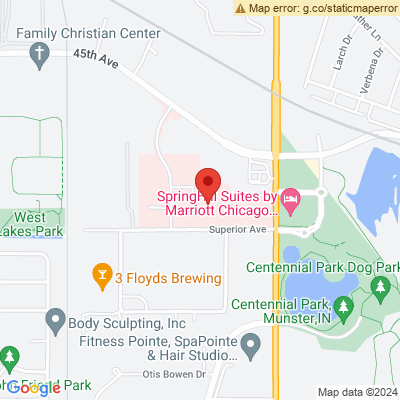 Map error: g.co/staticmaperror
Family Christian Center
45th Ave
Larch Dr
Verbena Dr
SpringHill Suites by
Marriott Chicago...
West
Lakes Park
Superior Ave
3 Floyds Brewing
Centennial Park Dog Park
Centennial Park,
Munster,IN
Body Sculpting, Inc
Fitness Pointe, SpaPointe
& Hair Studio...
Otis Bowen Dr
Friend Park
Google
Map data ©2024